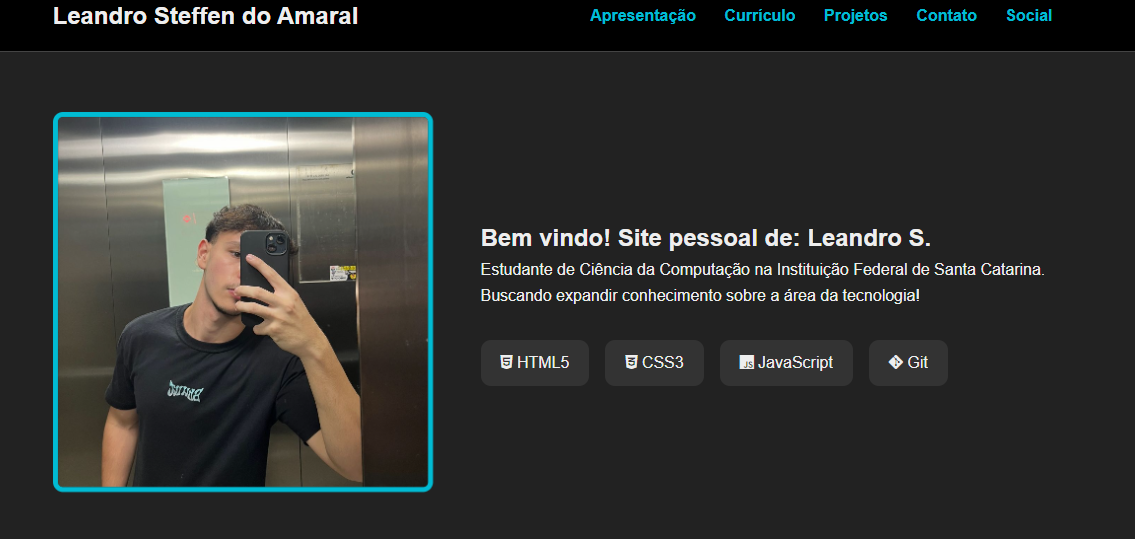 Leandro Steffen do Amaral
Apresentação Currículo Projetos Contato Social
Bem vindo! Site pessoal de: Leandro S.
Estudante de Ciência da Computação na Instituição Federal de Santa Catarina.
Buscando expandir conhecimento sobre a área da tecnologia!
HTML5 CSS3 JS JavaScript Git